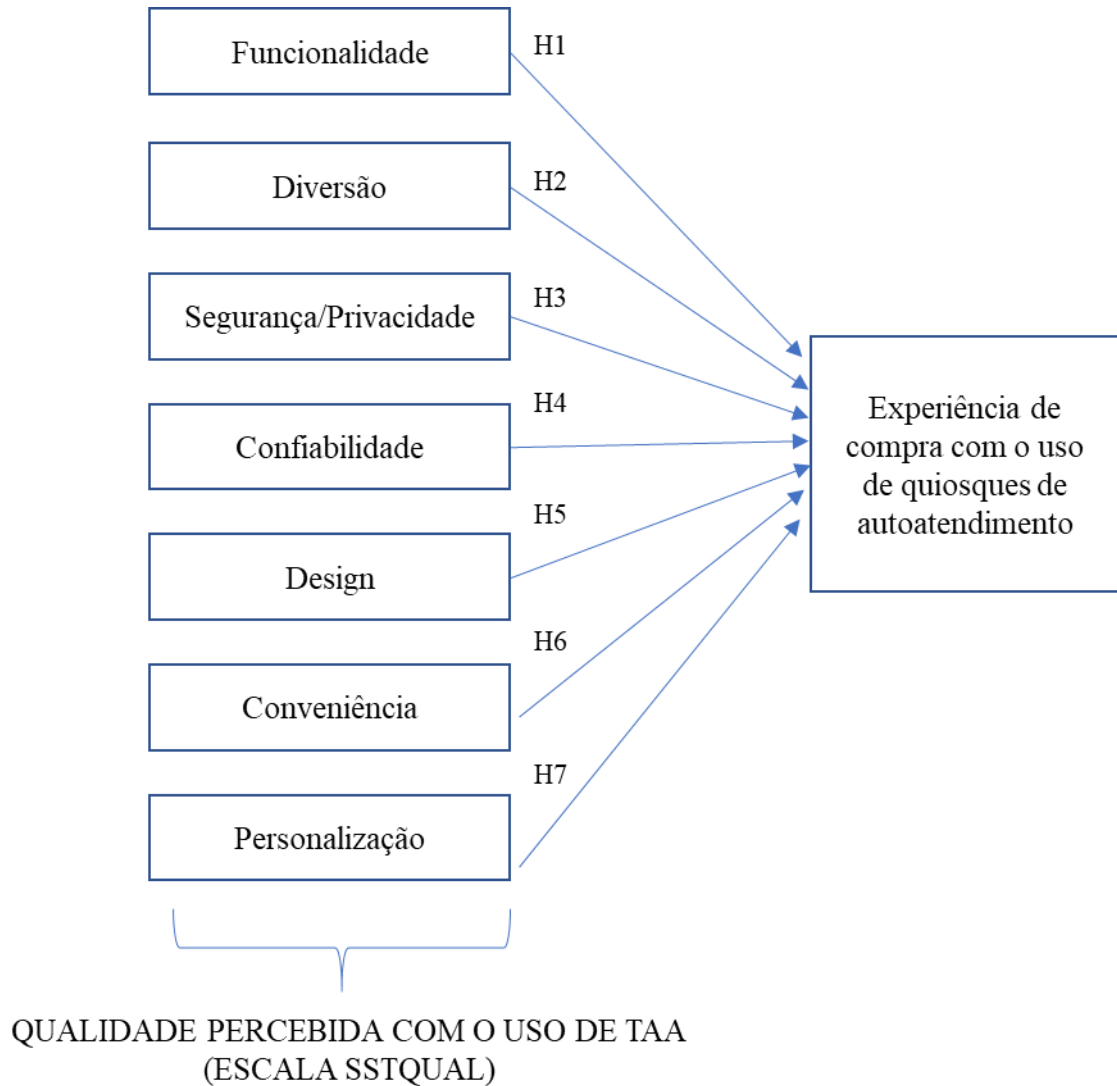 Funcionalidade
H1
Diversão
H2
Segurança/Privacidade
H3
Confiabilidade
H4
Design
H5
Conveniência
H6
Personalização
H7
Experiência de
compra com o uso
de quiosques de
autoatendimento
QUALIDADE PERCEBIDA COM O USO DE TAA
(ESCALA SSTQUAL)